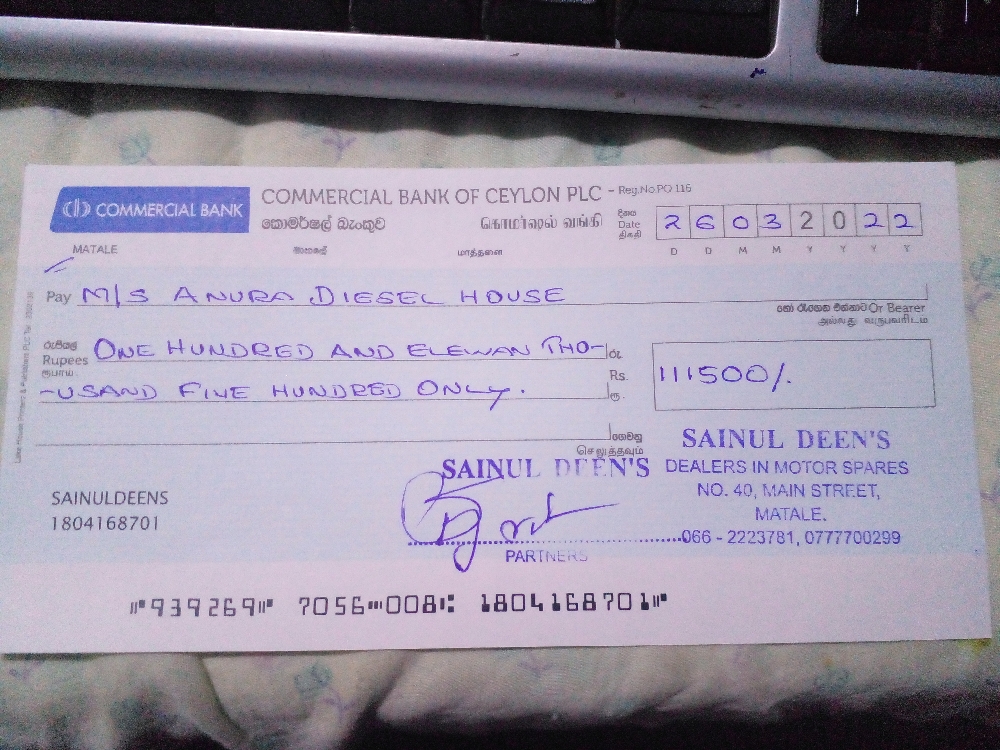 COMMERCIAL BANK
COMMERCIAL BANK OF CEYLON PLC - Reg.No.PQ 116
කොමර්ෂල් බැංකුව கொமர்ஷல் வங்கி
දිනය
Date
திகதி
26032022
D D M M Y Y Y Y
MATALE මාතලේ மாத்தளை
Pay M/S ANURA DIESEL HOUSE
හෝ රැගෙන එන්නාට Or Bearer
அல்லது வருபவரிடம்
රුපියල්
Rupees ONE HUNDRED AND ELEWAN THO- රු
ரூபாய்
Rs. 111500/.
-USAND FIVE HUNDRED ONLY. ரூ.
ගෙවනු
செலுத்தவும்
SAINUL DEEN'S
SAINUL DEEN'S
DEALERS IN MOTOR SPARES
NO. 40, MAIN STREET,
MATALE.
066 - 2223781, 0777700299
PARTNERS
SAINULDEENS
1804168701
⑈939269⑈ 7056⑉008⑆ 1804168701⑈